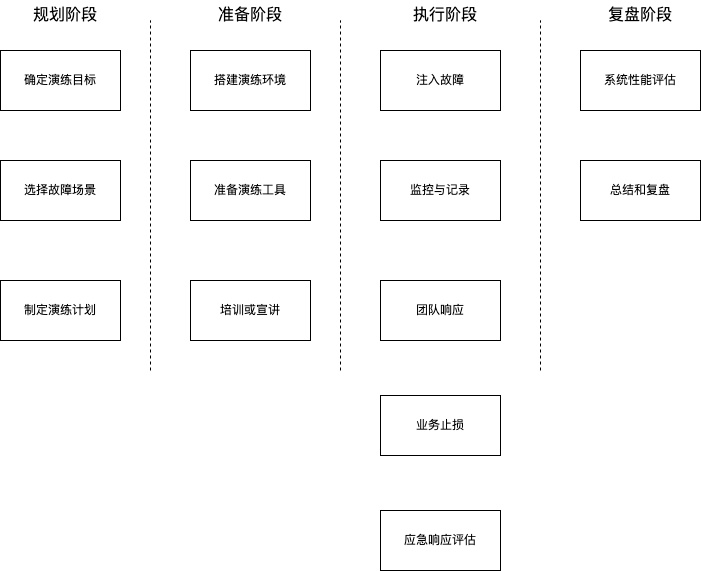 规划阶段
准备阶段
执行阶段
复盘阶段
确定演练目标
搭建演练环境
注入故障
系统性能评估
选择故障场景
准备演练工具
监控与记录
总结和复盘
制定演练计划
培训或宣讲
团队响应
业务止损
应急响应评估